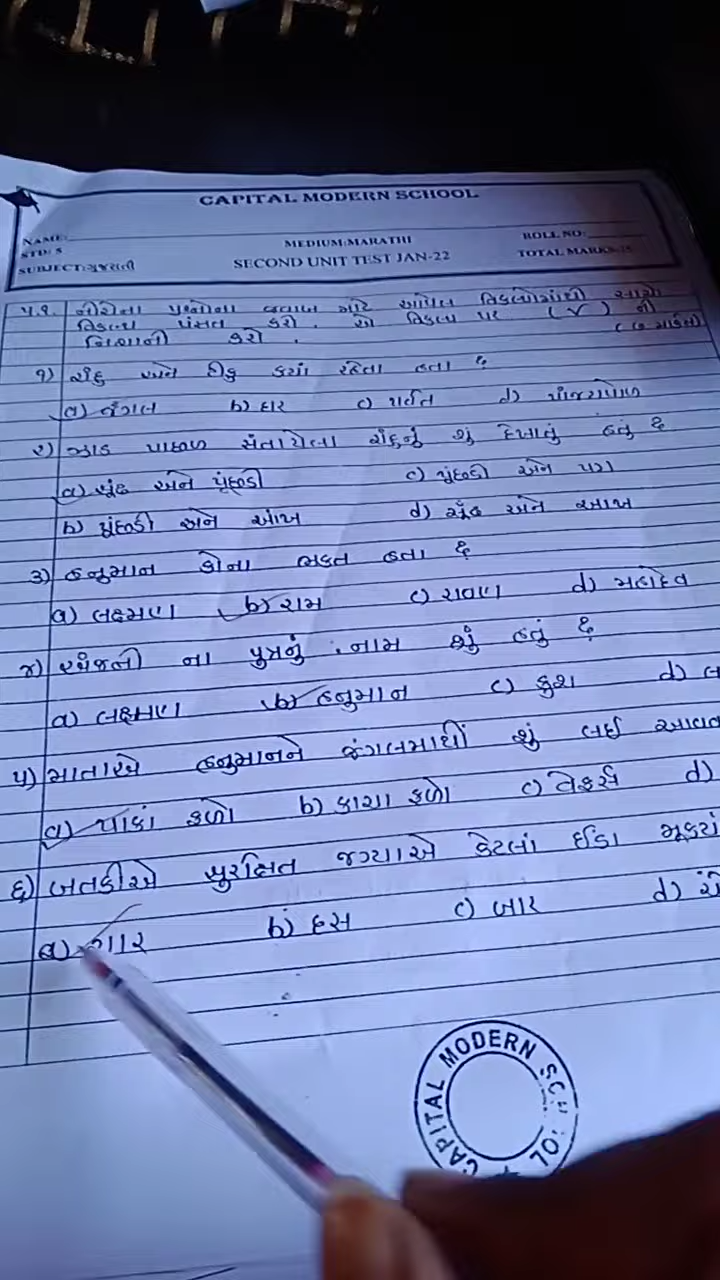 CAPITAL MODERN SCHOOL
NAME:
STD: 5
SUBJECT:ગુજરાતી
MEDIUM:MARATHI
SECOND UNIT TEST JAN-22
ROLL NO:
TOTAL MARKS:
પ્ર.૧ નીચેના પ્રશ્નોના જવાબ માટે આપેલ વિકલ્પોમાંથી સાચો
વિકલ્પ પસંદ કરો . એ વિકલ્પ પર (√) ની
નિશાની કરો .
૧) અને ક્યાં રહેતા હતા ?
a) જંગલ b) ઘર c) પર્વત d) પાંજરાપોળ
૨) ઝાડ પાછળ સંતાયેલા નું શું દેખાતું હતું ?
a) સૂંઢ અને પૂંછડી c) પૂંછડી અને પગ
b) પૂંછડી અને આંખ d) સૂંઢ અને આંખ
૩) હનુમાન કોના ભક્ત હતા ?
a) લક્ષ્મણ b) રામ c) રાવણ d) મહાદેવ
૪) અંજની ના પુત્રનું નામ શું હતું ?
a) લક્ષ્મણ b) હનુમાન c) કુશ d) લ
૫) માતાએ હનુમાનને જંગલમાથી શું લઈ આવવા
a) પાકાં ફળો b) કાચા ફળો c) વેફર્સ d)
૬) બતકીએ સુરક્ષિત જગ્યાએ કેટલાં ઈંડા મૂક્યાં
a) ચાર b) દસ c) બાર d)
CAPITAL MODERN SCHOOL